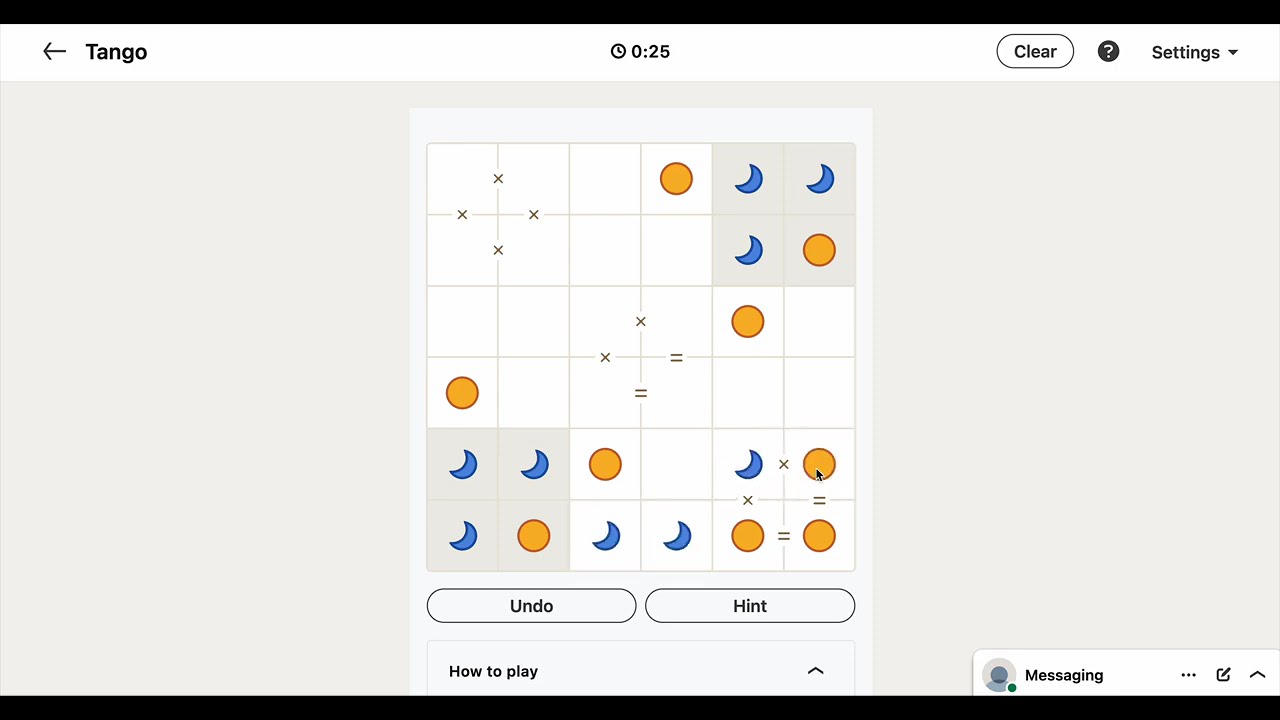 Tango
0:25
Clear
?
Settings
×
× ×
×
×
× =
=
×
× =
=
Undo
Hint
How to play
Messaging